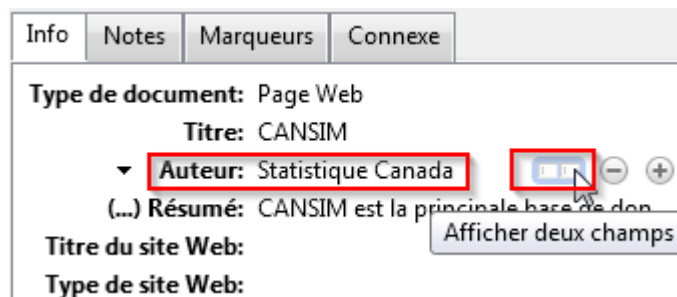 Info Notes Marqueurs Connexe
Type de document: Page Web
Titre: CANSIM
Auteur: Statistique Canada
(...) Résumé: CANSIM est la principale base de don
Afficher deux champs
Titre du site Web:
Type de site Web: